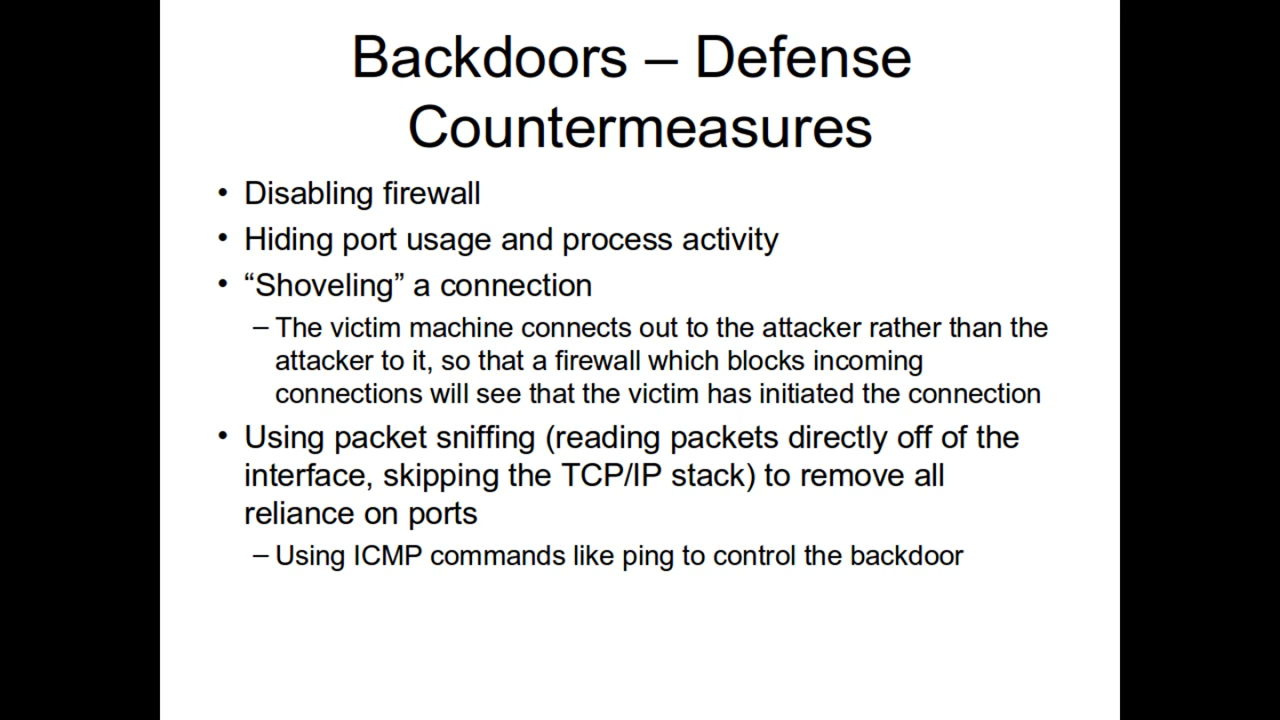 Backdoors – Defense
Countermeasures
• Disabling firewall
• Hiding port usage and process activity
• “Shoveling” a connection
– The victim machine connects out to the attacker rather than the
attacker to it, so that a firewall which blocks incoming
connections will see that the victim has initiated the connection
• Using packet sniffing (reading packets directly off of the
interface, skipping the TCP/IP stack) to remove all
reliance on ports
– Using ICMP commands like ping to control the backdoor